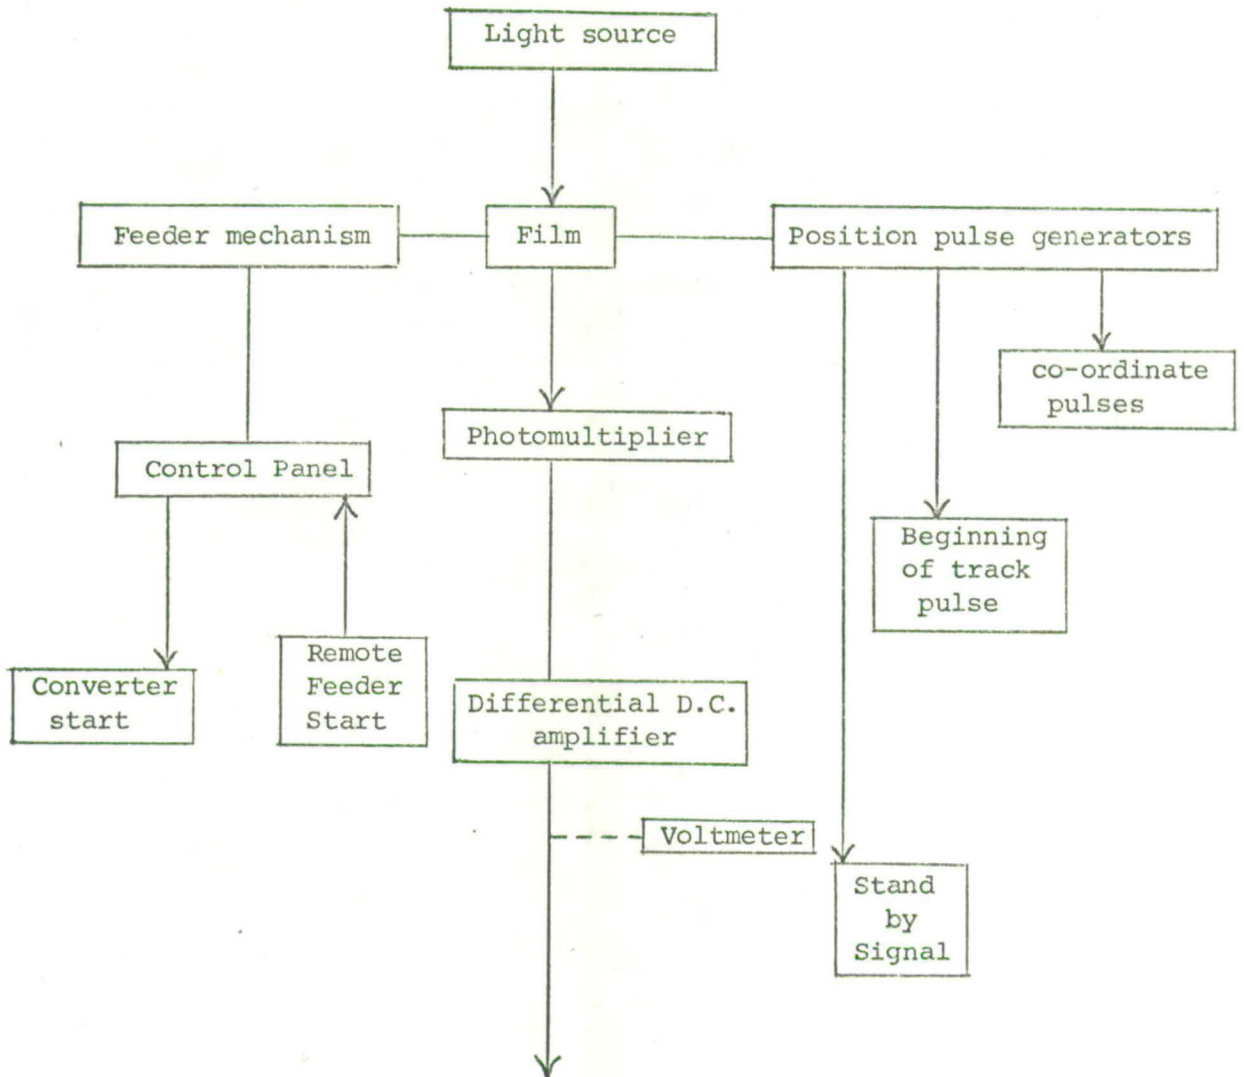 Light source
Feeder mechanism
Film
Position pulse generators
co-ordinate
pulses
Photomultiplier
Control Panel
Beginning
of track
pulse
Remote
Feeder
Start
Converter
start
Differential D.C.
amplifier
Voltmeter
Stand
by
Signal